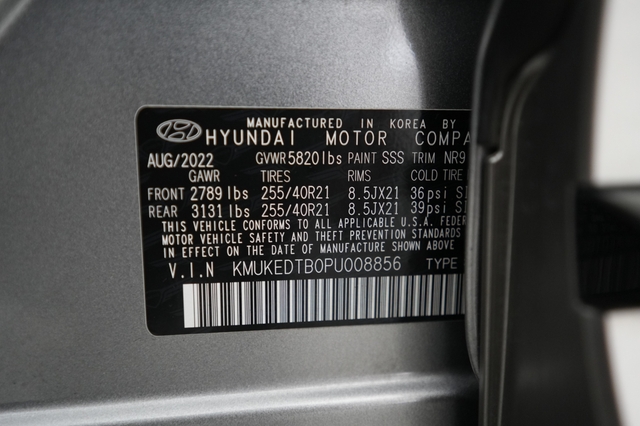 MANUFACTURED IN KOREA BY
HYUNDAI MOTOR COMPA
AUG/2022 GVWR 5820lbs PAINT SSS TRIM NR9
GAWR TIRES RIMS COLD TIRE
FRONT 2789 lbs 255/40R21 8.5JX21 36psi SI
REAR 3131 lbs 255/40R21 8.5JX21 39psi SI
THIS VEHICLE CONFORMS TO ALL APPLICABLE U.S.A. FEDER
MOTOR VEHICLE SAFETY AND THEFT PREVENTION STANDARDS
IN EFFECT ON THE DATE OF MANUFACTURE SHOWN ABOVE
V.I.N KMUKEDTB0PU008856 TYPE